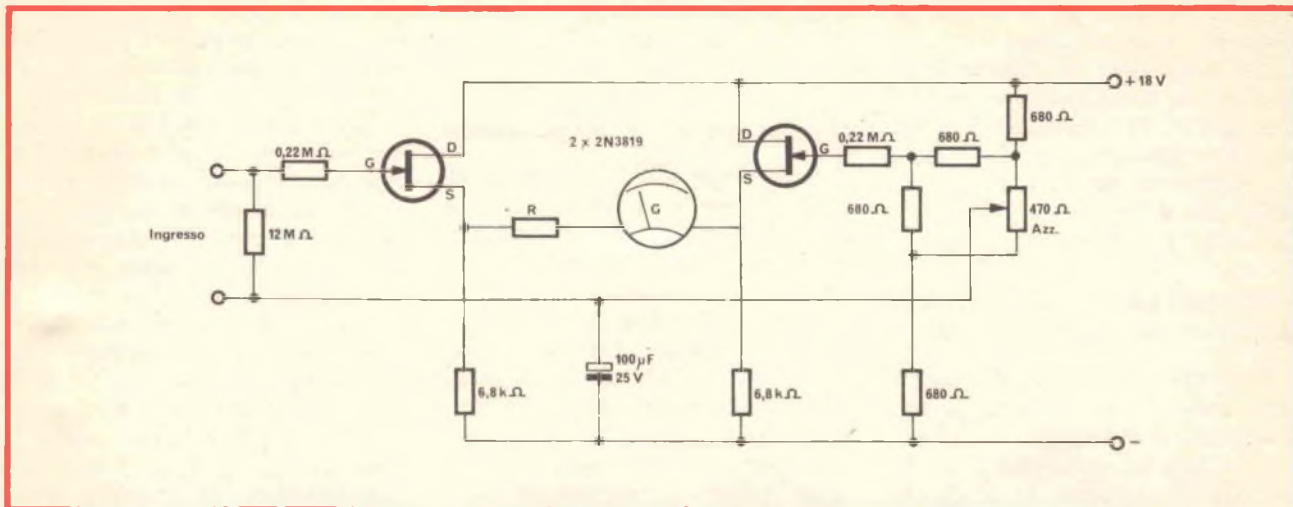 + 18 V
680 Ω
D
0,22 M Ω
G
S
2 x 2N3819
D
G
S
0,22 M Ω
680 Ω
680 Ω
470 Ω
Azz.
Ingresso
12 M Ω
R
G
100 µF
25 V
6,8 k Ω
6,8 k Ω
680 Ω
−